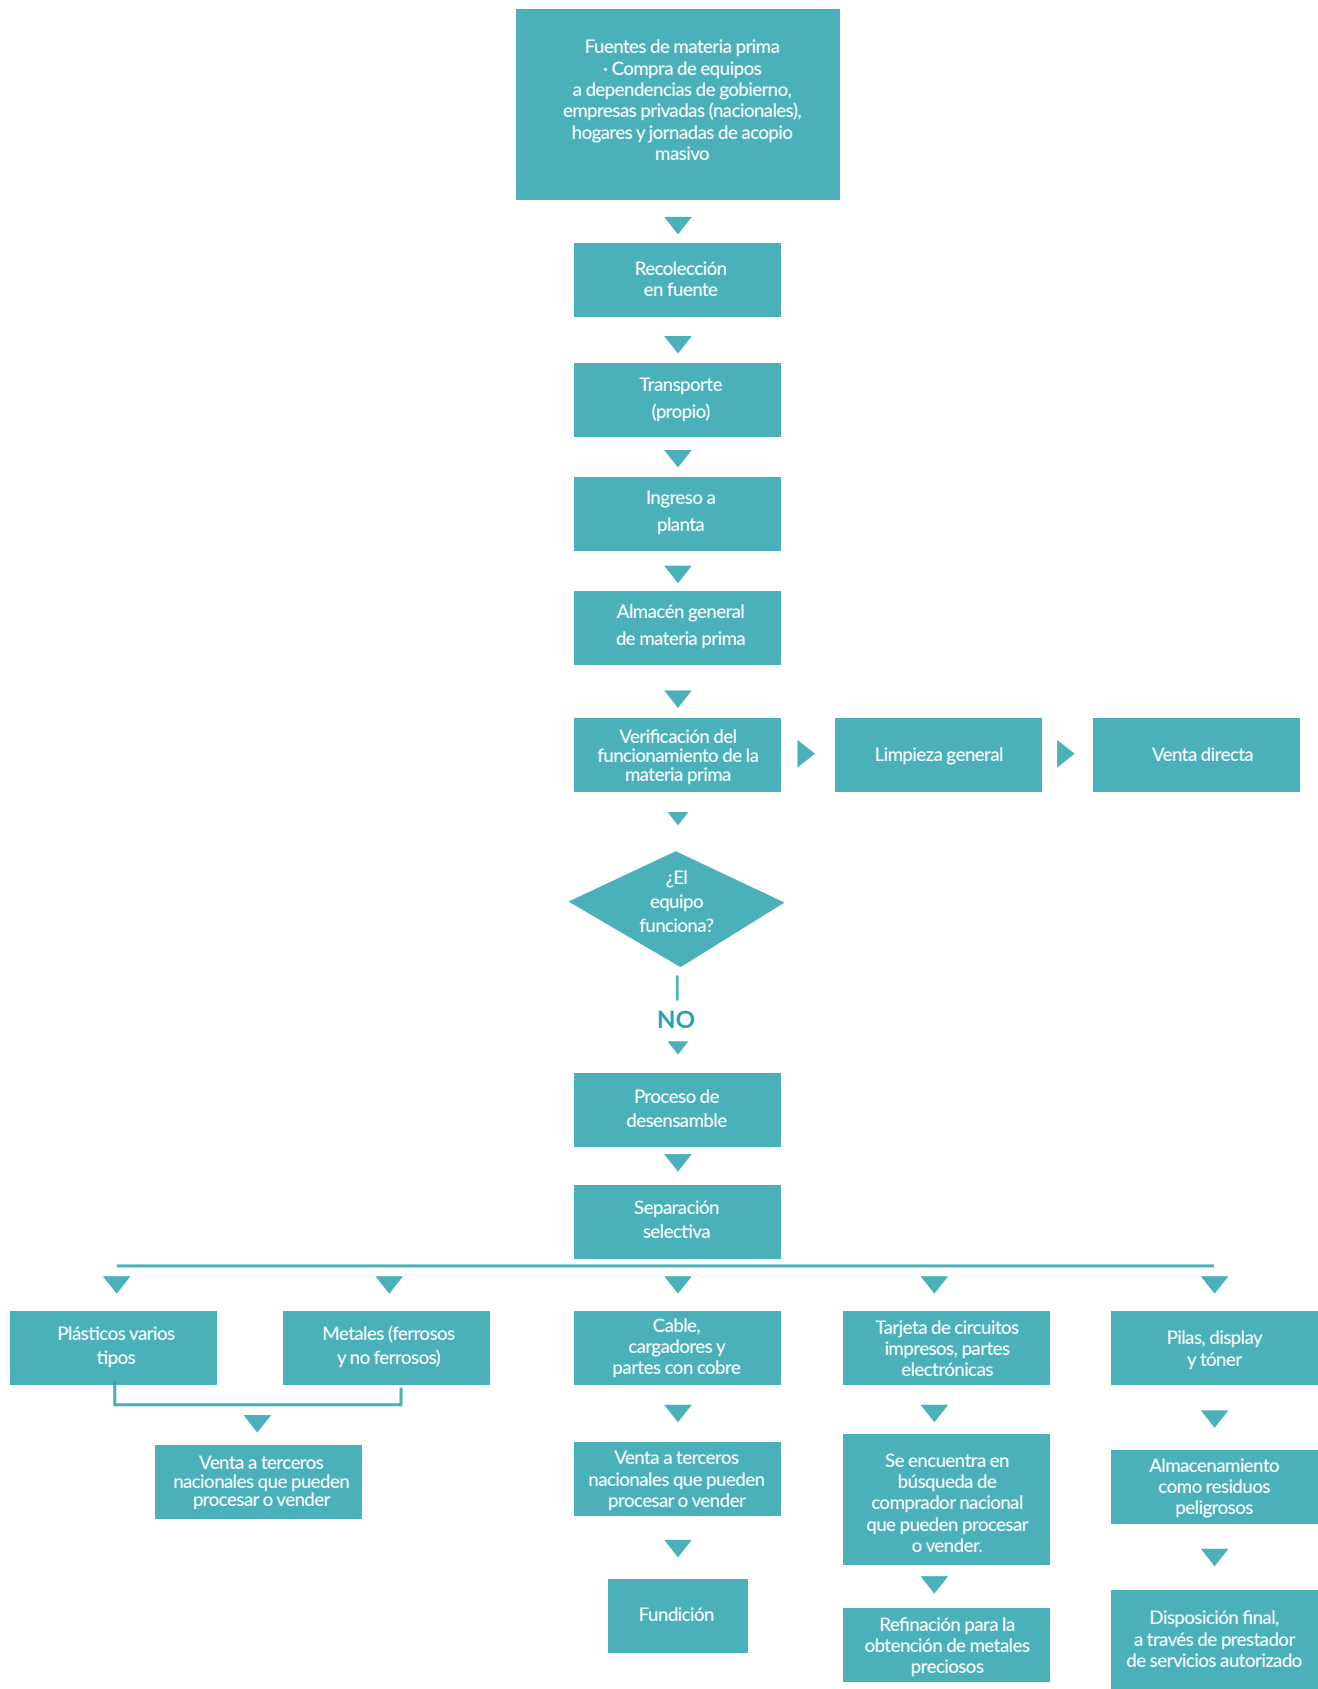 Fuentes de materia prima
· Compra de equipos
a dependencias de gobierno,
empresas privadas (nacionales),
hogares y jornadas de acopio
masivo
Recolección
en fuente
Transporte
(propio)
Ingreso a
planta
Almacén general
de materia prima
Verificación del
funcionamiento de la
materia prima
Limpieza general
Venta directa
¿El
equipo
funciona?
NO
Proceso de
desensamble
Separación
selectiva
Plásticos varios
tipos
Metales (ferrosos
y no ferrosos)
Cable,
cargadores y
partes con cobre
Tarjeta de circuitos
impresos, partes
electrónicas
Pilas, display
y tóner
Venta a terceros
nacionales que pueden
procesar o vender
Venta a terceros
nacionales que pueden
procesar o vender
Se encuentra en
búsqueda de
comprador nacional
que pueden procesar
o vender.
Almacenamiento
como residuos
peligrosos
Fundición
Refinación para la
obtención de metales
preciosos
Disposición final,
a través de prestador
de servicios autorizado